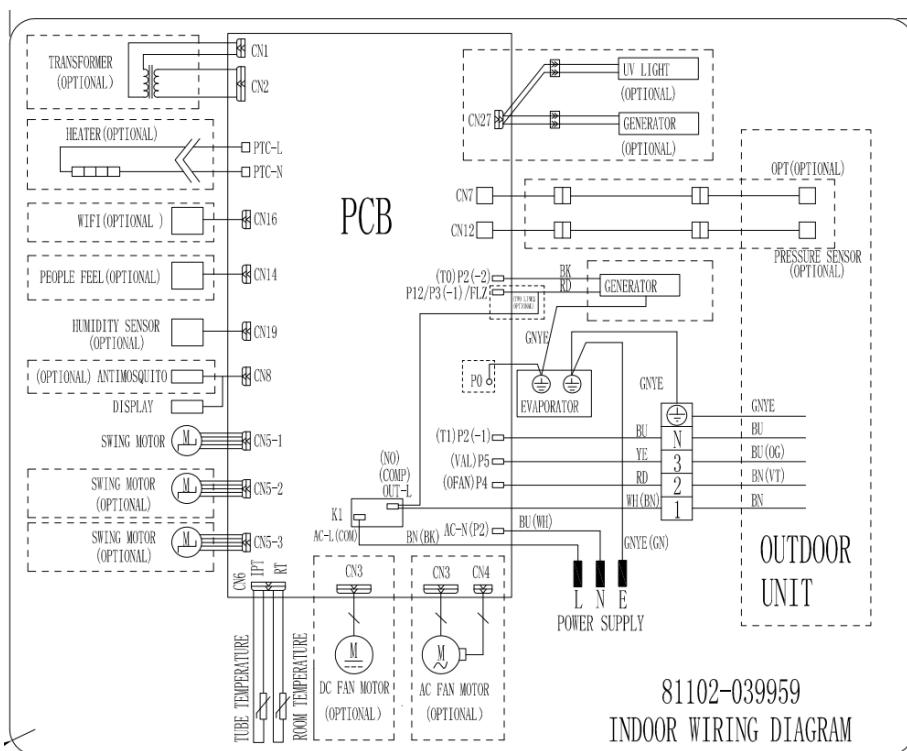 TRANSFORMER
(OPTIONAL)
CN1
CN2
HEATER(OPTIONAL)
PTC-L
PTC-N
WIFI(OPTIONAL )
CN16
PEOPLE FEEL(OPTIONAL)
CN14
HUMIDITY SENSOR
(OPTIONAL)
CN19
(OPTIONAL) ANTIMOSQUITO
CN8
DISPLAY
SWING MOTOR
M
CN5-1
SWING MOTOR
(OPTIONAL)
M
CN5-2
SWING MOTOR
(OPTIONAL)
M
CN5-3
PCB
CN27
UV LIGHT
(OPTIONAL)
GENERATOR
(OPTIONAL)
CN7
OPT(OPTIONAL)
CN12
PRESSURE SENSOR
(OPTIONAL)
(T0)P2(-2)
BK
P12/P3(-1)/FLZ
RD
GENERATOR
(TWO LINES
OPTIONAL)
GNYE
P0
EVAPORATOR
GNYE
GNYE
(T1)P2(-1)
BU
N
BU
(VAL)P5
YE
3
BU(OG)
(OFAN)P4
RD
2
BN(VT)
WH(BN)
1
BN
(NO)
(COMP)
OUT-L
K1
AC-L(COM)
BN(BK)
AC-N(P2)
BU(WH)
GNYE(GN)
L N E
POWER SUPPLY
OUTDOOR
UNIT
CN6
IPT
RT
TUBE TEMPERATURE
ROOM TEMPERATURE
CN3
M
DC FAN MOTOR
(OPTIONAL)
CN3
CN4
M
AC FAN MOTOR
(OPTIONAL)
81102-039959
INDOOR WIRING DIAGRAM